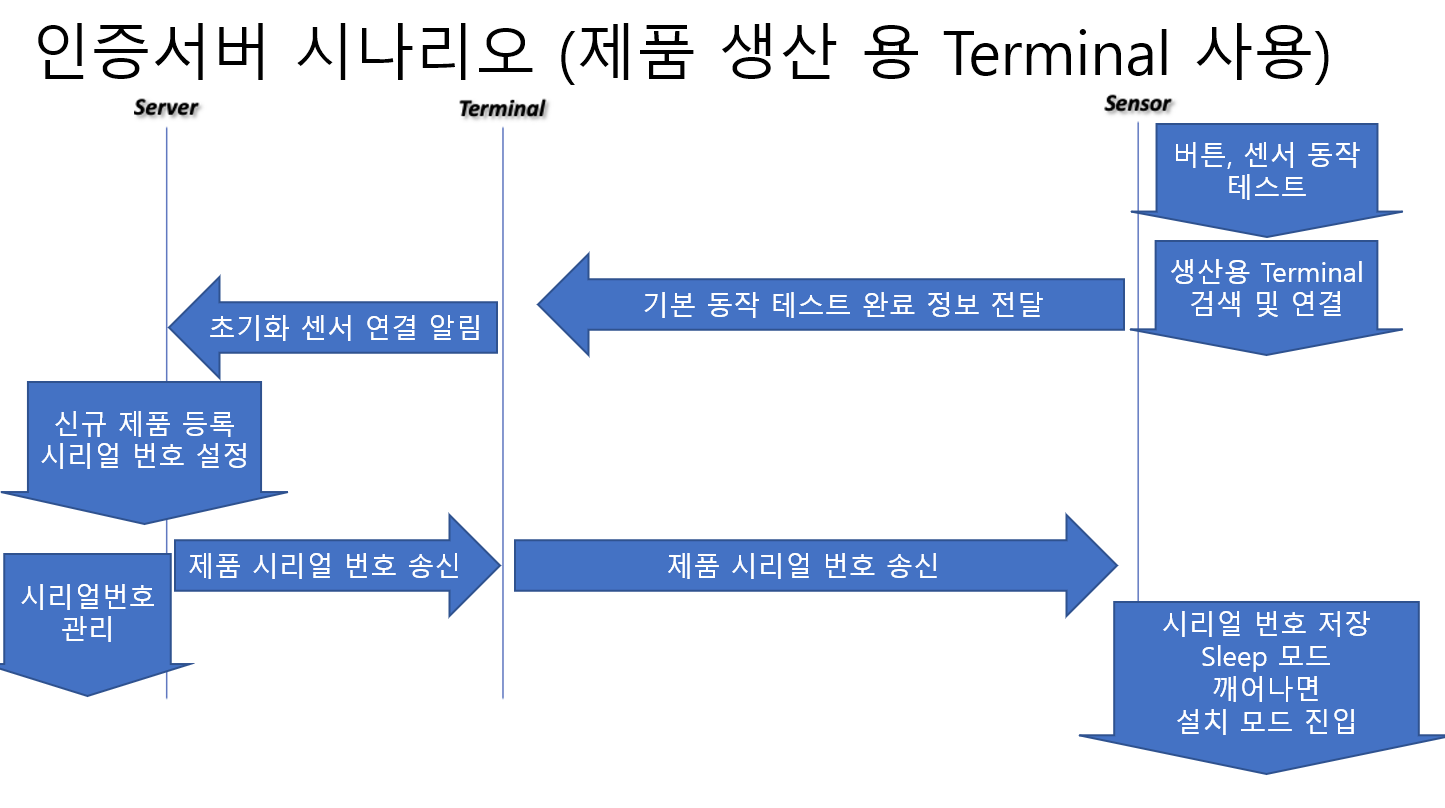 인증서버 시나리오 (제품 생산 용 Terminal 사용)
Server
Terminal
Sensor
버튼, 센서 동작
테스트
생산용 Terminal
검색 및 연결
기본 동작 테스트 완료 정보 전달
초기화 센서 연결 알림
신규 제품 등록
시리얼 번호 설정
제품 시리얼 번호 송신
제품 시리얼 번호 송신
시리얼번호
관리
시리얼 번호 저장
Sleep 모드
깨어나면
설치 모드 진입